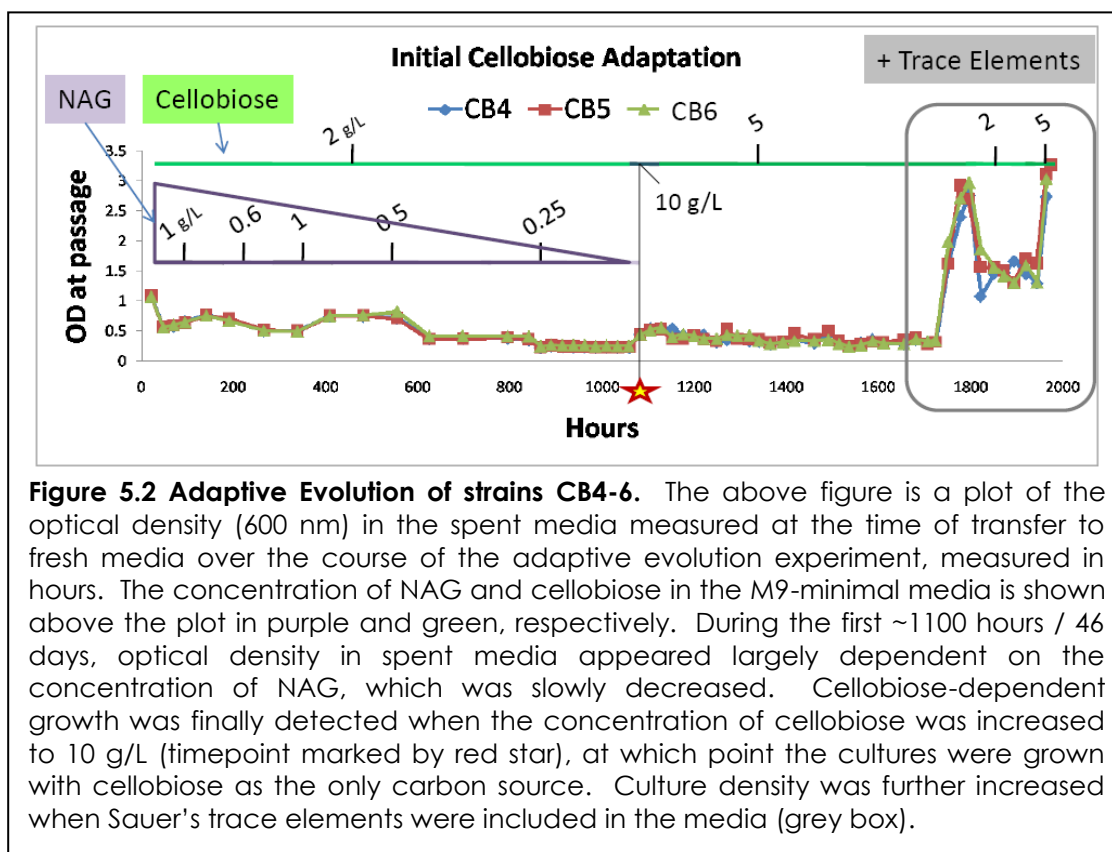 Initial Cellobiose Adaptation
+ Trace Elements
NAG
Cellobiose
CB4 CB5 CB6
2 g/L
5
2
5
10 g/L
1 g/L
0.6
1
0.5
0.25
OD at passage
3.5
3
2.5
2
1.5
1
0.5
0
0 200 400 600 800 1000 1200 1400 1600 1800 2000
Hours
Figure 5.2 Adaptive Evolution of strains CB4-6. The above figure is a plot of the
optical density (600 nm) in the spent media measured at the time of transfer to
fresh media over the course of the adaptive evolution experiment, measured in
hours. The concentration of NAG and cellobiose in the M9-minimal media is shown
above the plot in purple and green, respectively. During the first ~1100 hours / 46
days, optical density in spent media appeared largely dependent on the
concentration of NAG, which was slowly decreased. Cellobiose-dependent
growth was finally detected when the concentration of cellobiose was increased
to 10 g/L (timepoint marked by red star), at which point the cultures were grown
with cellobiose as the only carbon source. Culture density was further increased
when Sauer's trace elements were included in the media (grey box).